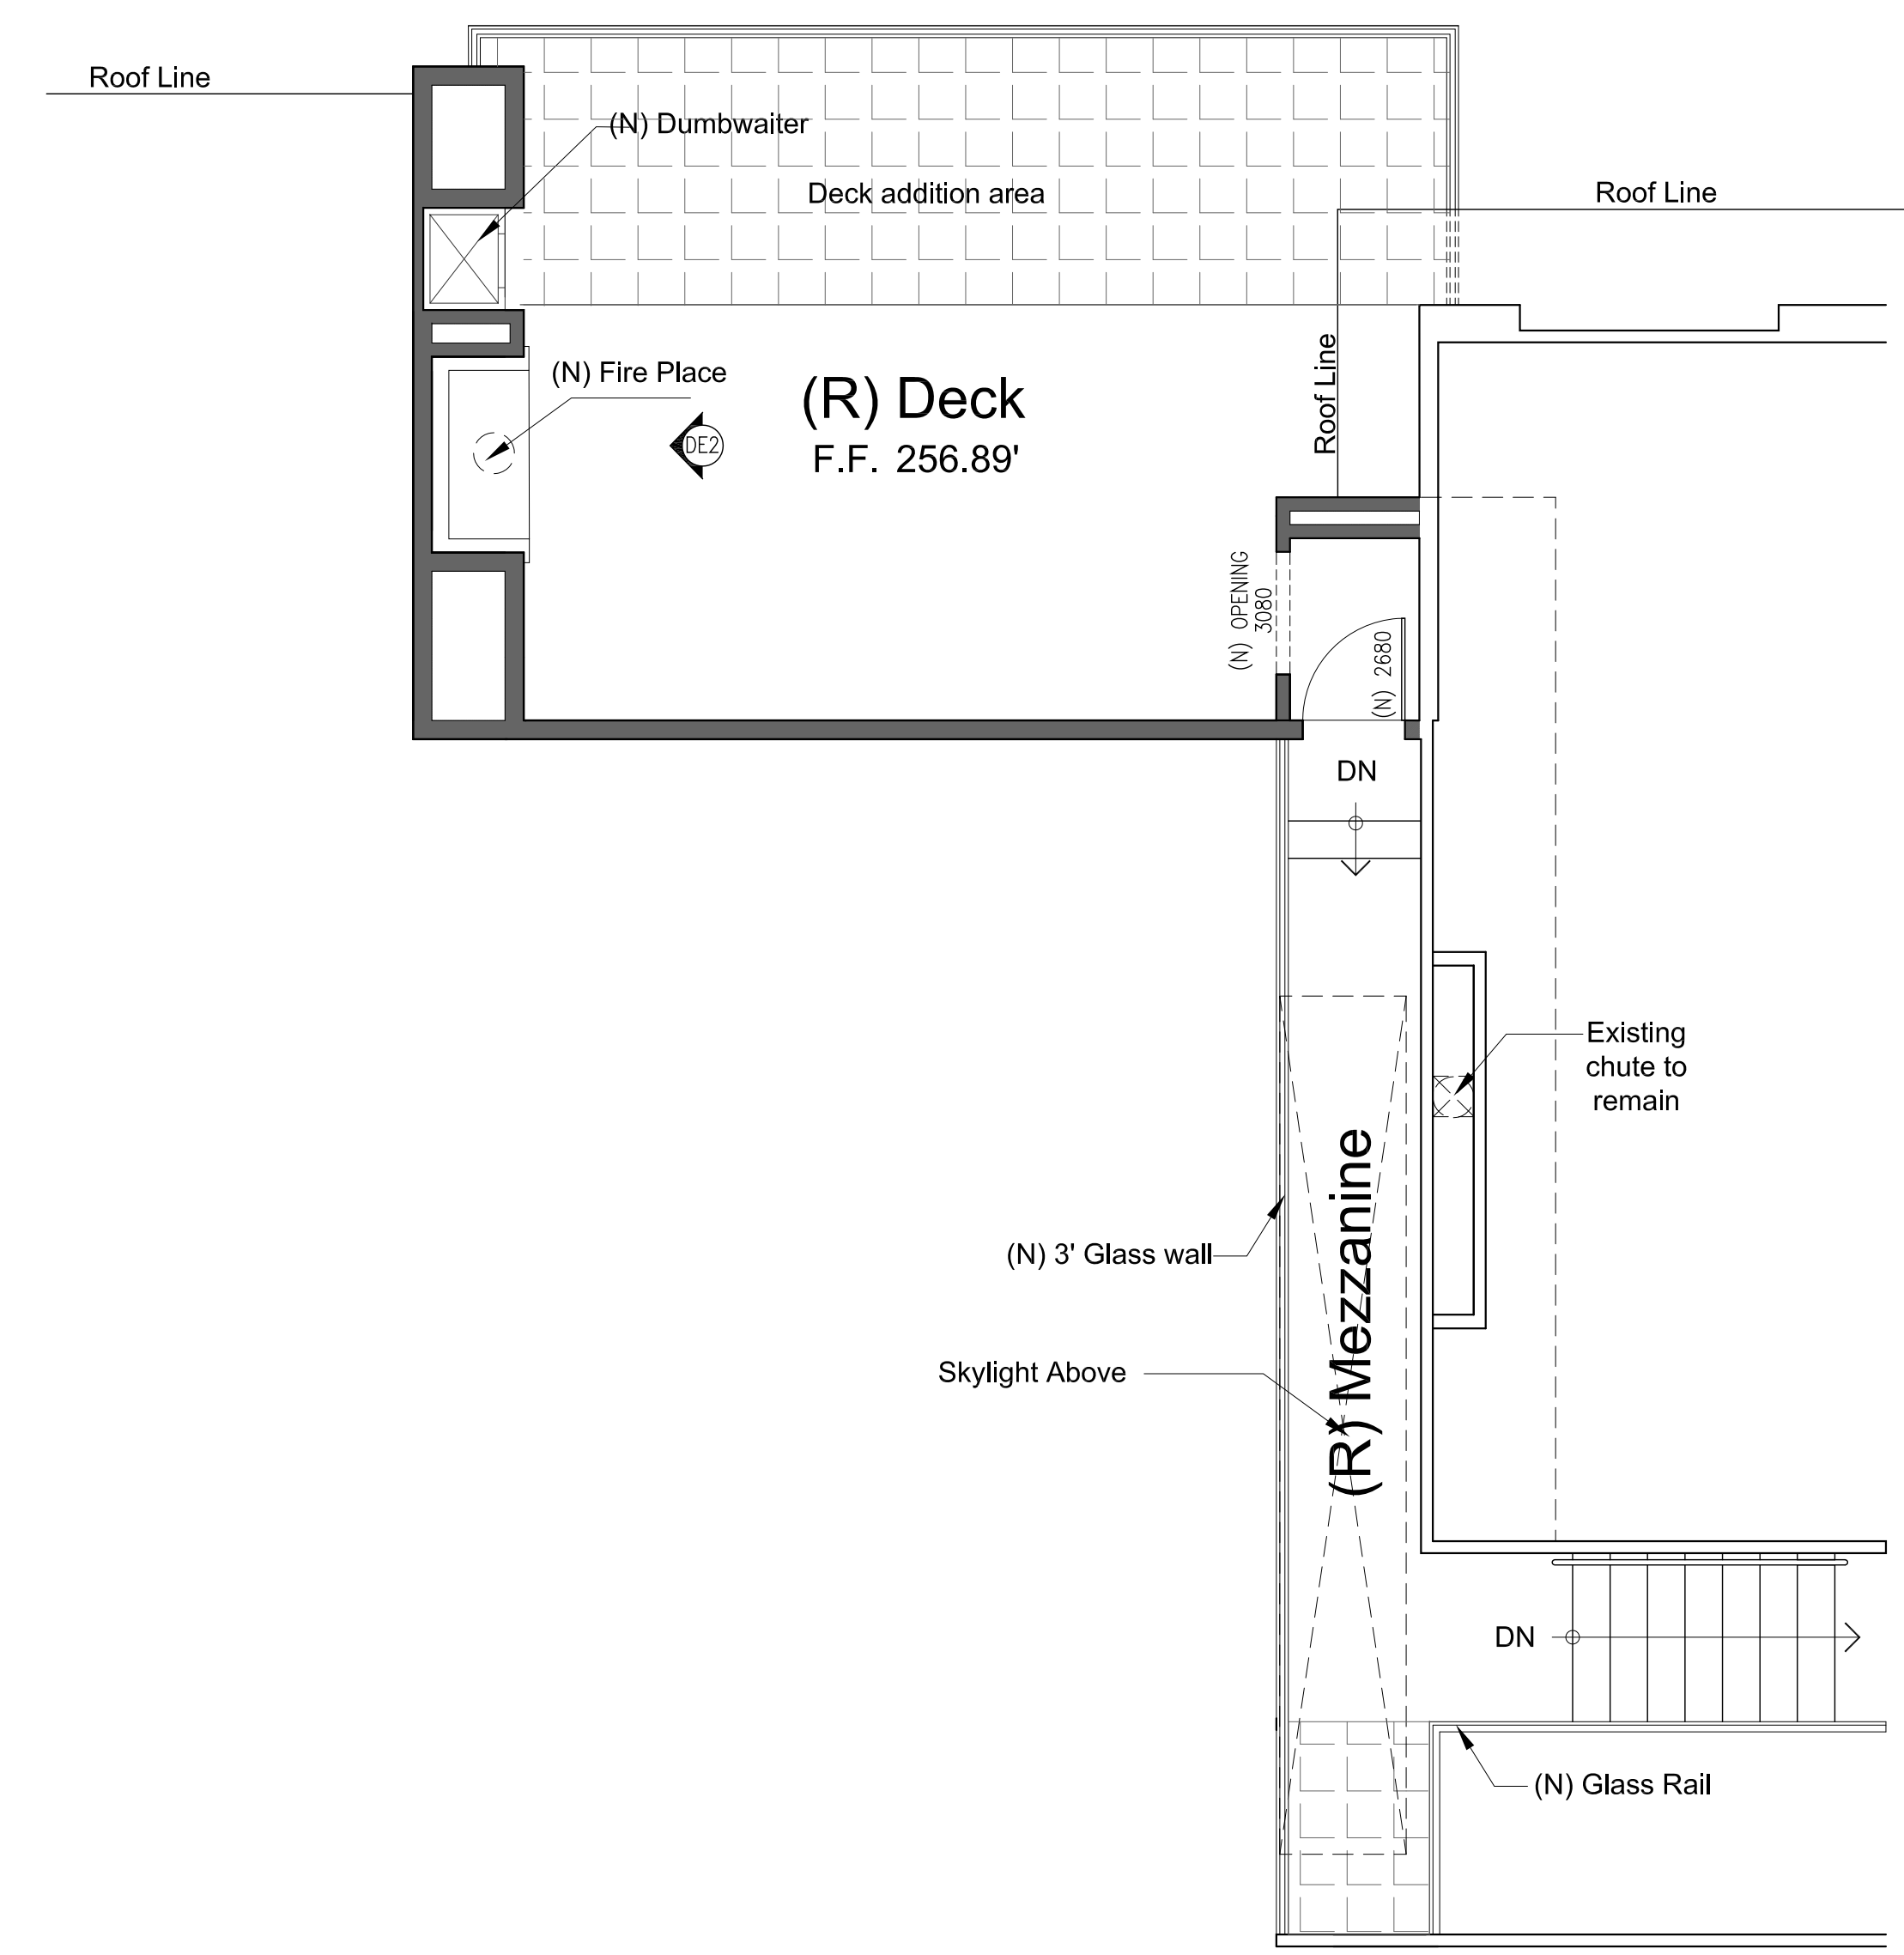 Roof Line
(N) Dumbwaiter
Deck addition area
Roof Line
Roof Line
(N) Fire Place
(R) Deck
F.F. 256.89'
DE2
(N) OPENING
3080
(N) 2680
DN
Existing
chute to
remain
(N) 3' Glass wall
(R) Mezzanine
Skylight Above
DN
(N) Glass Rail